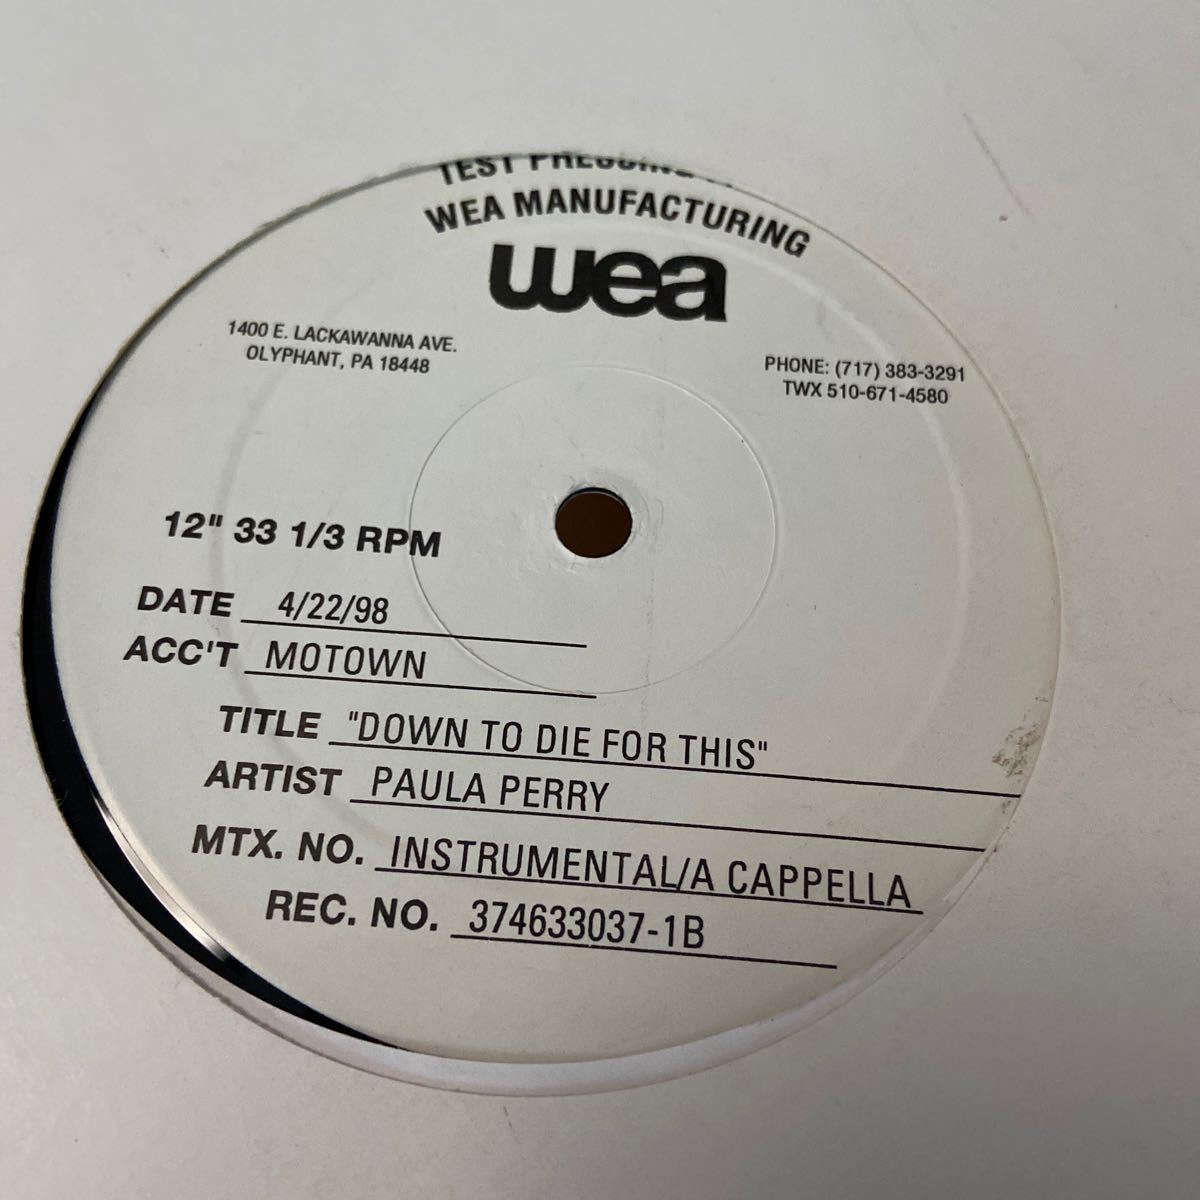 TEST PRESSING
WEA MANUFACTURING
wea
1400 E. LACKAWANNA AVE.
OLYPHANT, PA 18448
PHONE: (717) 383-3291
TWX 510-671-4580
12" 33 1/3 RPM
DATE 4/22/98
ACC'T MOTOWN
TITLE "DOWN TO DIE FOR THIS"
ARTIST PAULA PERRY
MTX. NO. INSTRUMENTAL/A CAPPELLA
REC. NO. 374633037-1B